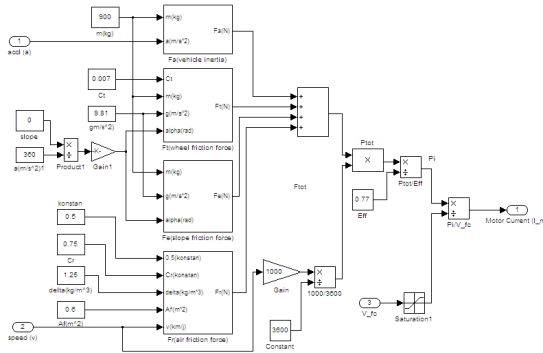 900
m(kg)
1
accl (a)
m(kg)
a(m/s^2)
Fa(N)
Fa(vehicle inertia)
0.007
Ct
9.81
gm/s^2)
Ct
m(kg)
g(m/s^2)
alpha(rad)
Ft(N)
Ft(wheel friction force)
0
slope
360
a(m/s^2)1
×
÷
Product1
-K-
Gain1
m(kg)
g(m/s^2)
alpha(rad)
Fe(N)
Fe(slope friction force)
konstan
0.5
0.75
Cr
1.25
delta(kg/m^3)
0.6
Af(m^2)
2
speed (v)
0.5(konstan)
Cr(konstan)
delta(kg/m^3)
Af(m^2)
v(km/j)
Fr(N)
Fr(air friction force)
+
+
+
+
Ftot
1000
Gain
3600
Constant
×
÷
1000/3600
Ptot
×
0.77
Eff
×
÷
Ptot/Eff
Pi
3
V_fc
Saturation1
×
÷
Pi/V_fc
1
Motor Current (I_m